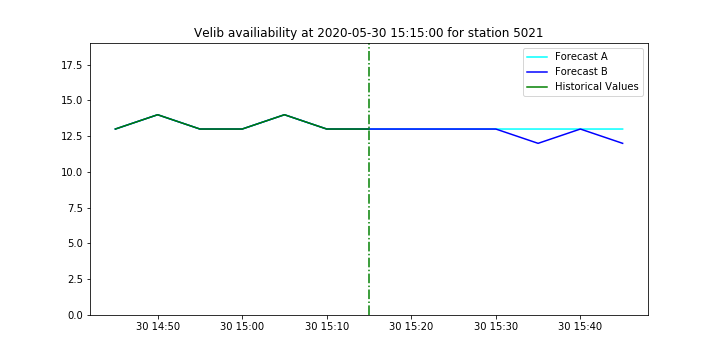 Velib availiability at 2020-05-30 15:15:00 for station 5021
Forecast A
Forecast B
Historical Values
17.5
15.0
12.5
10.0
7.5
5.0
2.5
0.0
30 14:50 30 15:00 30 15:10 30 15:20 30 15:30 30 15:40